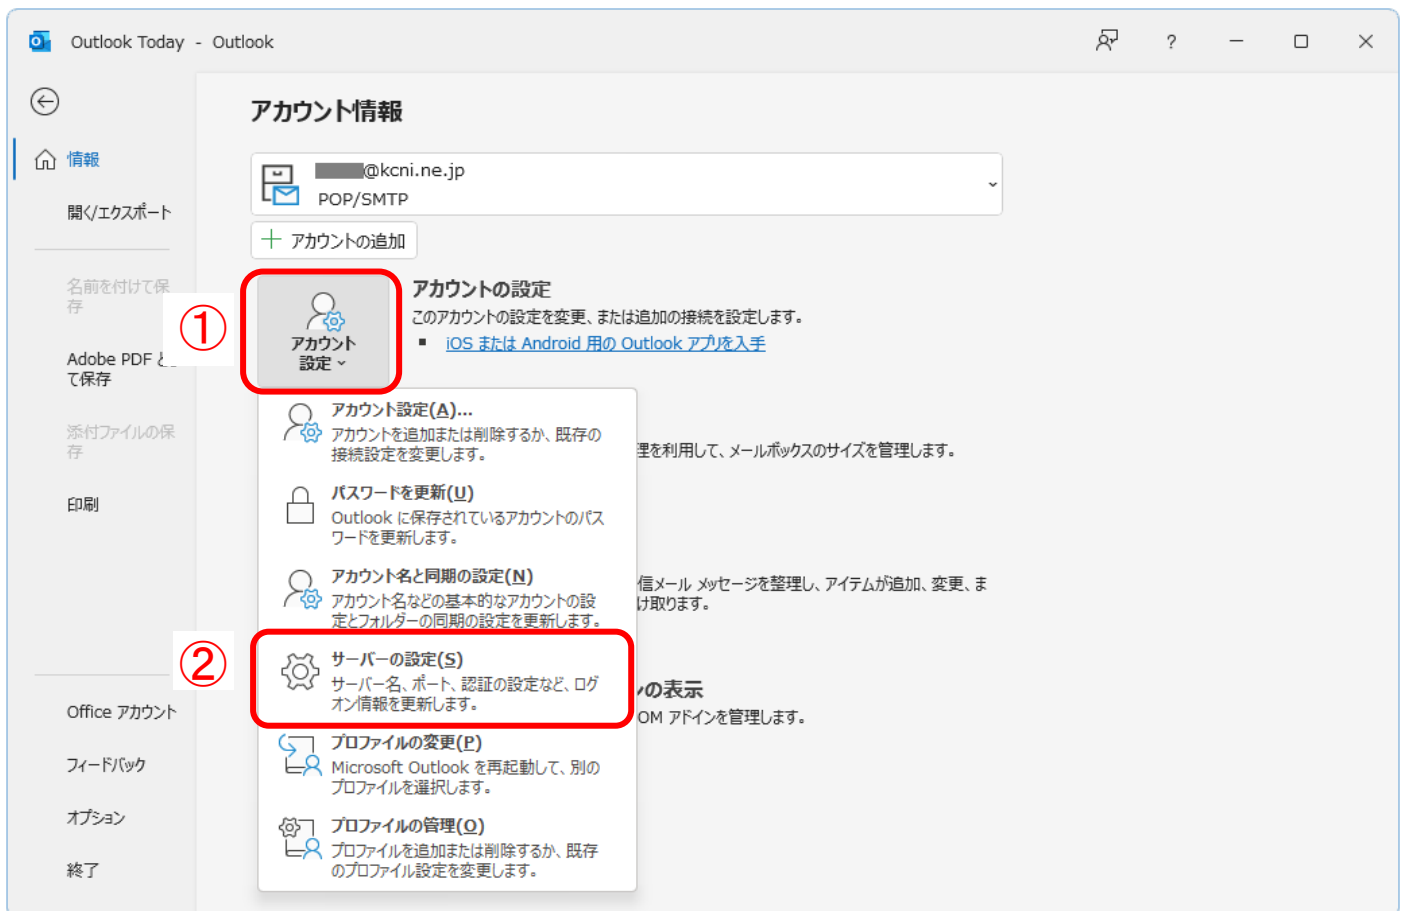 Outlook Today - Outlook
?
アカウント情報
情報
開く/エクスポート
名前を付けて保
存
Adobe PDF と
て保存
添付ファイルの保
存
印刷
Office アカウント
フィードバック
オプション
終了
@kcni.ne.jp
POP/SMTP
アカウントの追加
①
アカウント
設定
アカウントの設定
このアカウントの設定を変更、または追加の接続を設定します。
■ iOS または Android 用の Outlook アプリを入手
アカウント設定(A)...
アカウントを追加または削除するか、既存の
接続設定を変更します。
理を利用して、メールボックスのサイズを管理します。
パスワードを更新(U)
Outlook に保存されているアカウントのパス
ワードを更新します。
アカウント名と同期の設定(N)
アカウント名などの基本的なアカウントの設
定とフォルダーの同期の設定を更新します。
信メール メッセージを整理し、アイテムが追加、変更、ま
け取ります。
②
サーバーの設定(S)
サーバー名、ポート、認証の設定など、ログ
オン情報を更新します。
ンの表示
OM アドインを管理します。
プロファイルの変更(P)
Microsoft Outlook を再起動して、別の
プロファイルを選択します。
プロファイルの管理(O)
プロファイルを追加または削除するか、既存
のプロファイル設定を変更します。